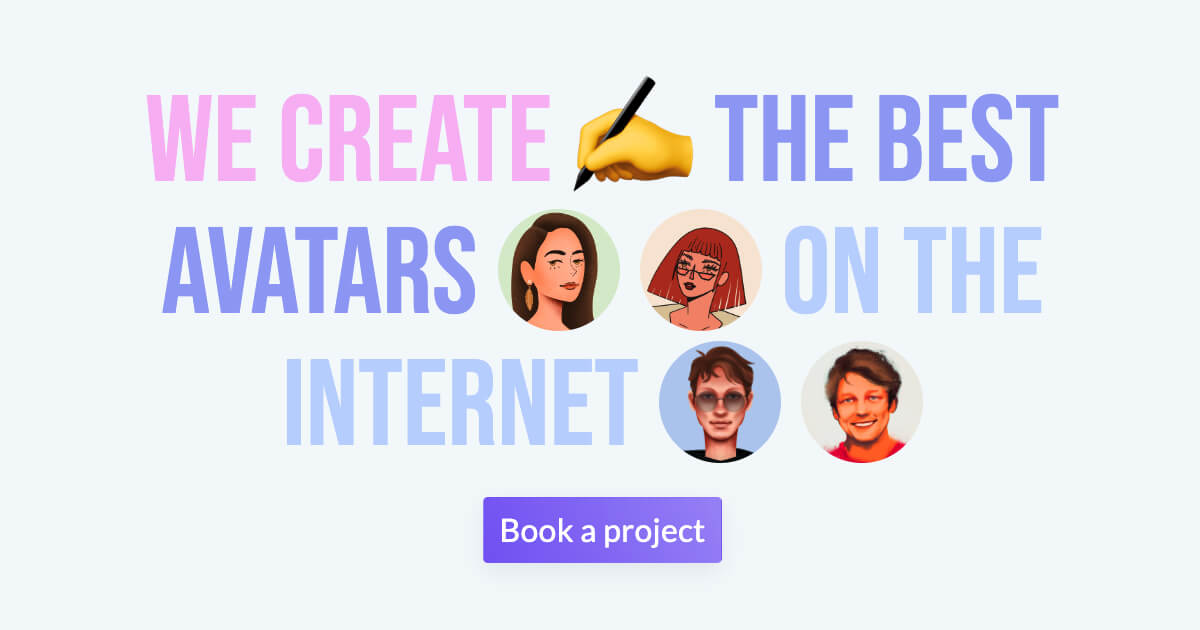 WE CREATE ✍ THE BEST
AVATARS ON THE
INTERNET
Book a project